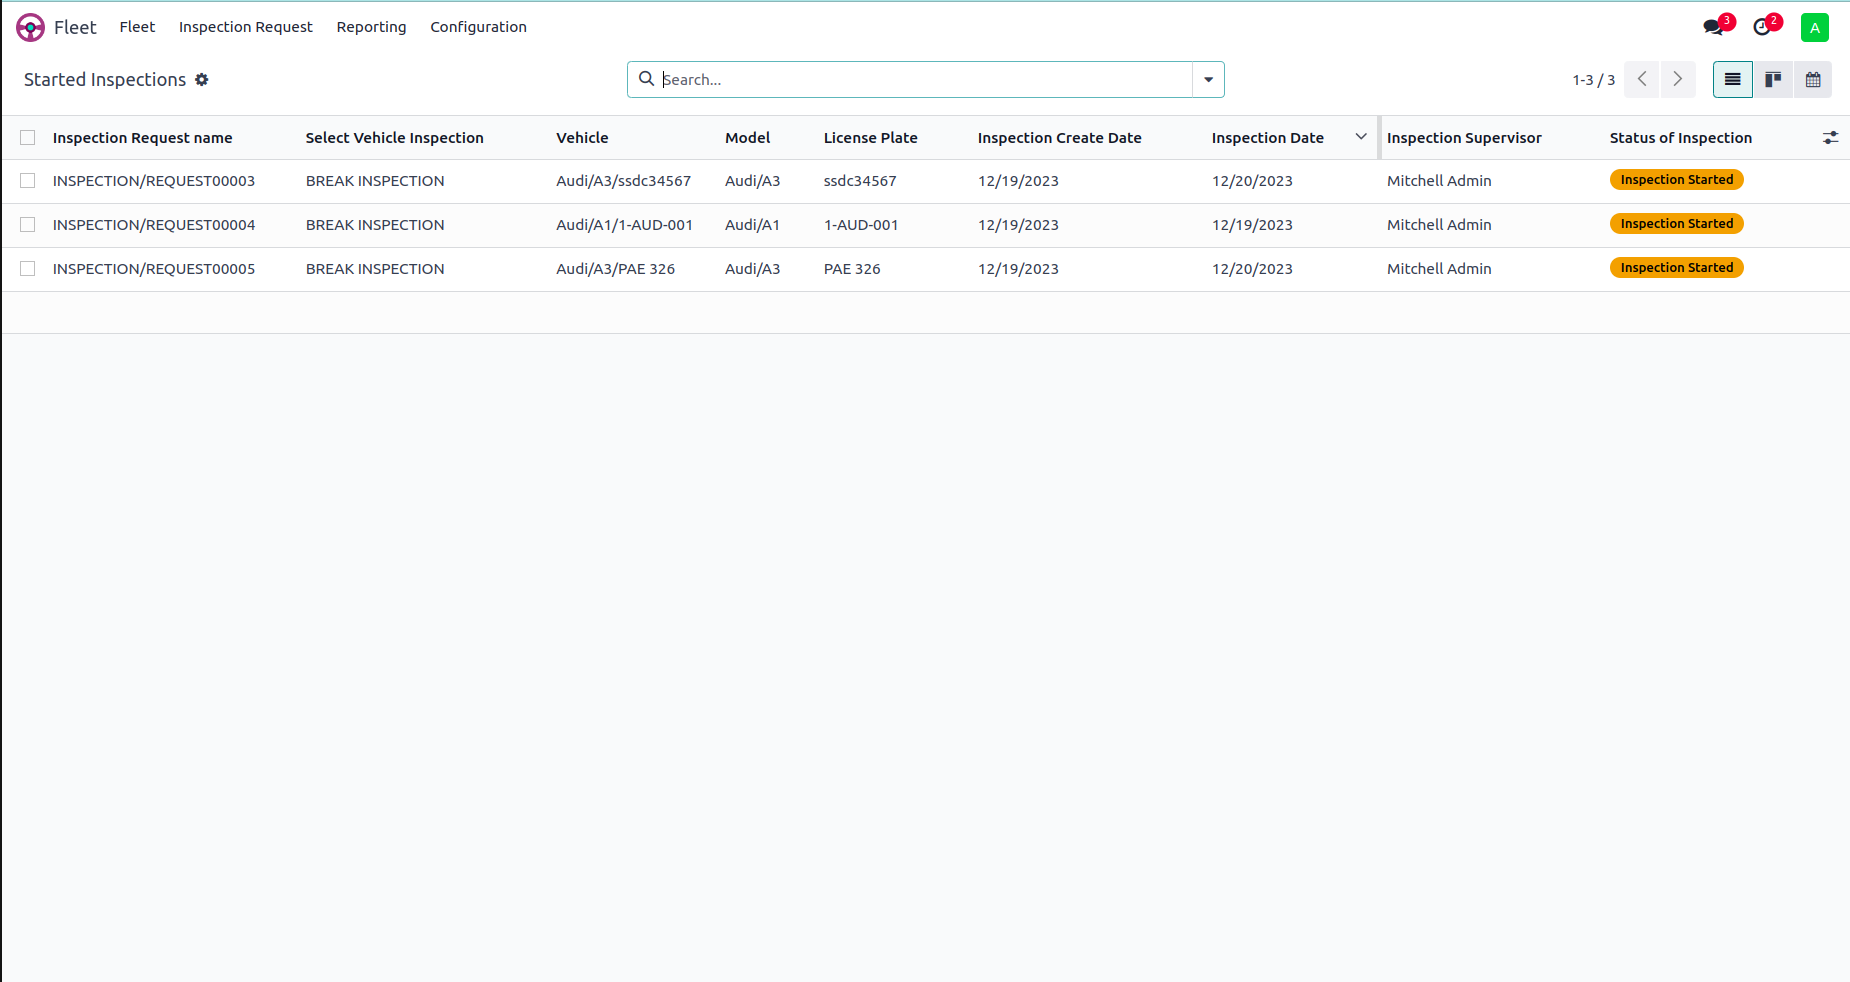 Fleet Fleet Inspection Request Reporting Configuration 3 2 A
Started Inspections Search... 1-3 / 3
Inspection Request name Select Vehicle Inspection Vehicle Model License Plate Inspection Create Date Inspection Date Inspection Supervisor Status of Inspection
INSPECTION/REQUEST00003 BREAK INSPECTION Audi/A3/ssdc34567 Audi/A3 ssdc34567 12/19/2023 12/20/2023 Mitchell Admin Inspection Started
INSPECTION/REQUEST00004 BREAK INSPECTION Audi/A1/1-AUD-001 Audi/A1 1-AUD-001 12/19/2023 12/19/2023 Mitchell Admin Inspection Started
INSPECTION/REQUEST00005 BREAK INSPECTION Audi/A3/PAE 326 Audi/A3 PAE 326 12/19/2023 12/20/2023 Mitchell Admin Inspection Started